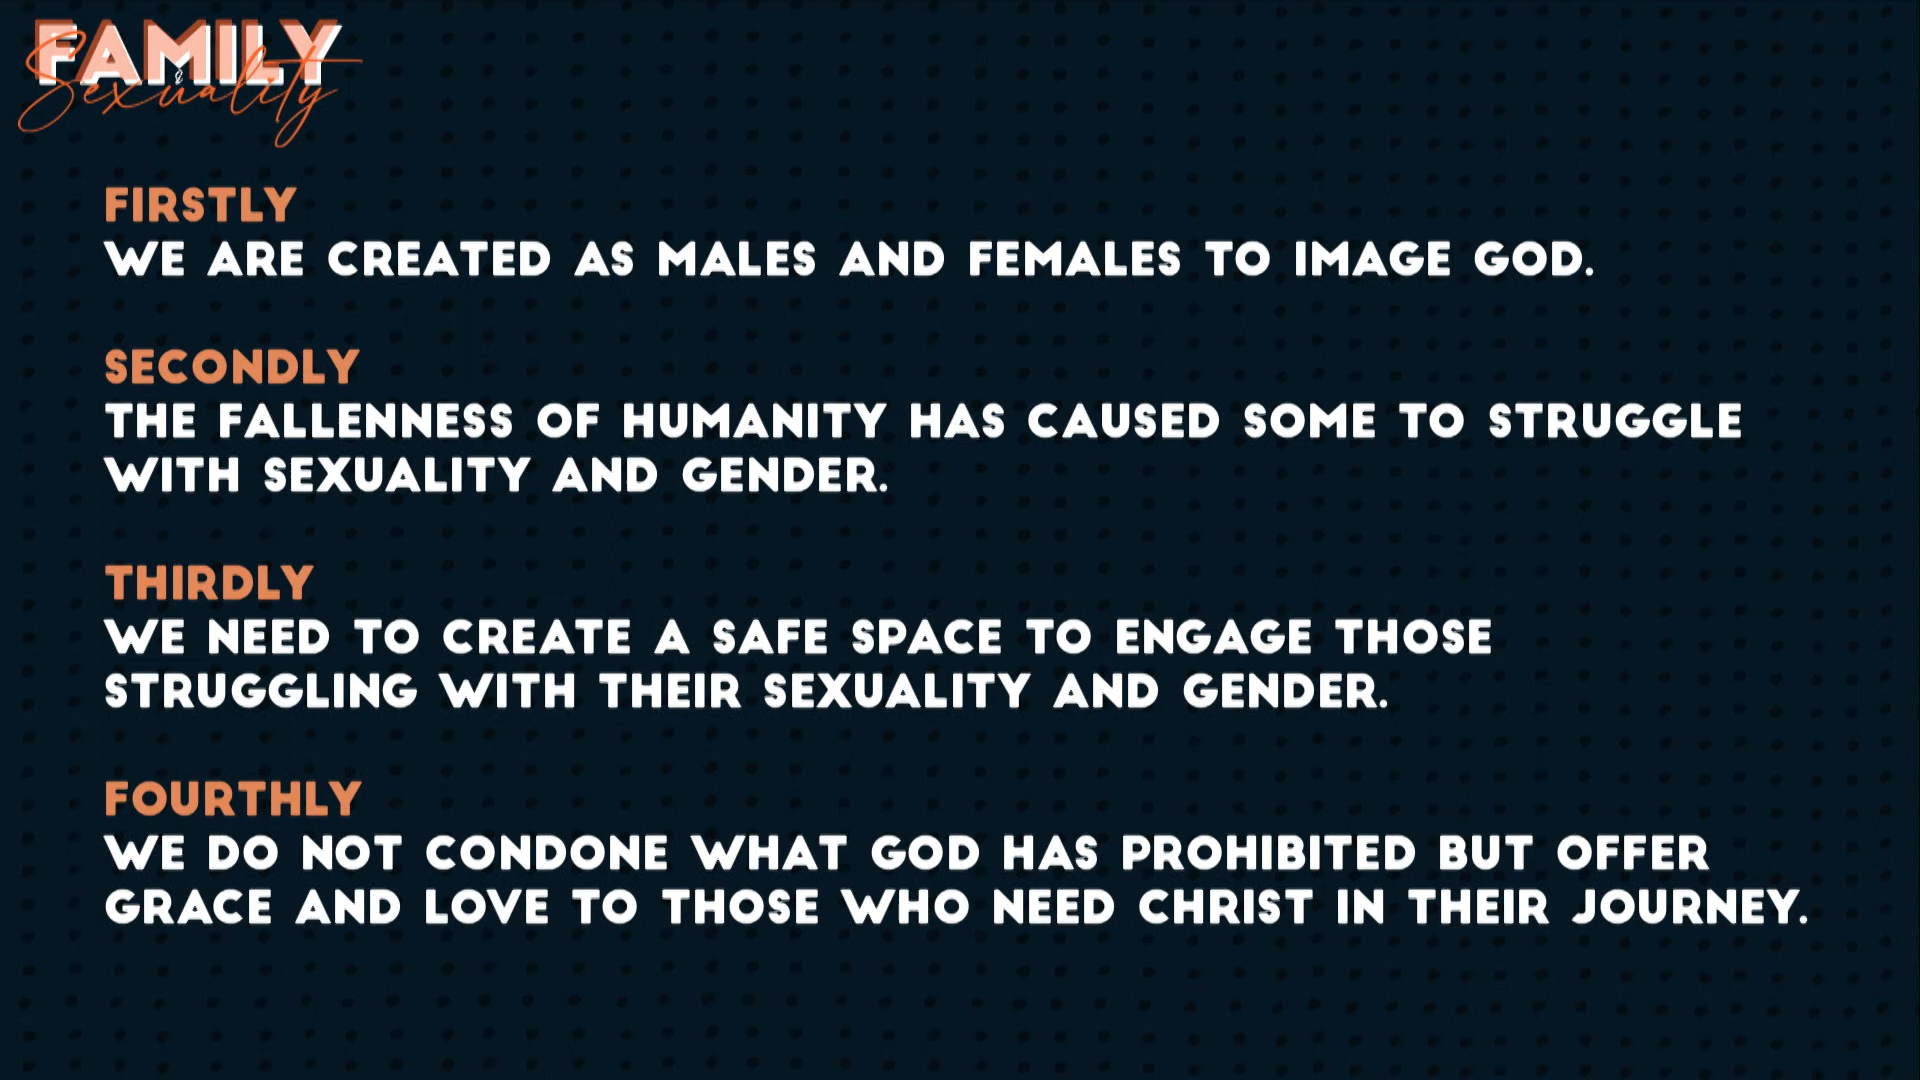 FAMILY
&
Sexuality
FIRSTLY
WE ARE CREATED AS MALES AND FEMALES TO IMAGE GOD.
SECONDLY
THE FALLENNESS OF HUMANITY HAS CAUSED SOME TO STRUGGLE
WITH SEXUALITY AND GENDER.
THIRDLY
WE NEED TO CREATE A SAFE SPACE TO ENGAGE THOSE
STRUGGLING WITH THEIR SEXUALITY AND GENDER.
FOURTHLY
WE DO NOT CONDONE WHAT GOD HAS PROHIBITED BUT OFFER
GRACE AND LOVE TO THOSE WHO NEED CHRIST IN THEIR JOURNEY.